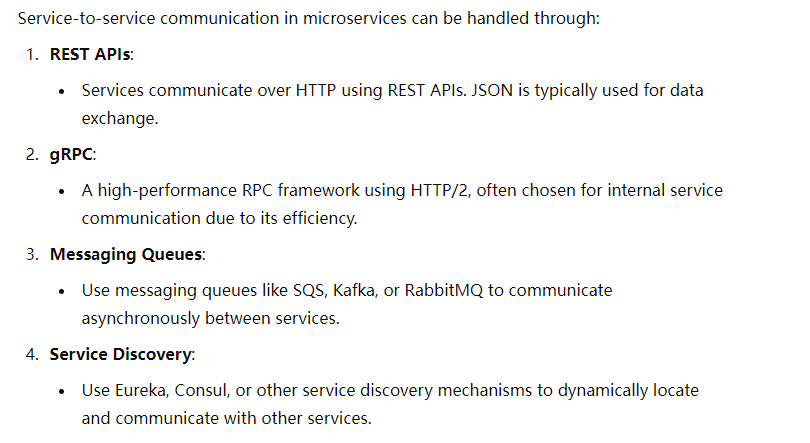 Service-to-service communication in microservices can be handled through:
1. REST APIs:
• Services communicate over HTTP using REST APIs. JSON is typically used for data
exchange.
2. gRPC:
• A high-performance RPC framework using HTTP/2, often chosen for internal service
communication due to its efficiency.
3. Messaging Queues:
• Use messaging queues like SQS, Kafka, or RabbitMQ to communicate
asynchronously between services.
4. Service Discovery:
• Use Eureka, Consul, or other service discovery mechanisms to dynamically locate
and communicate with other services.